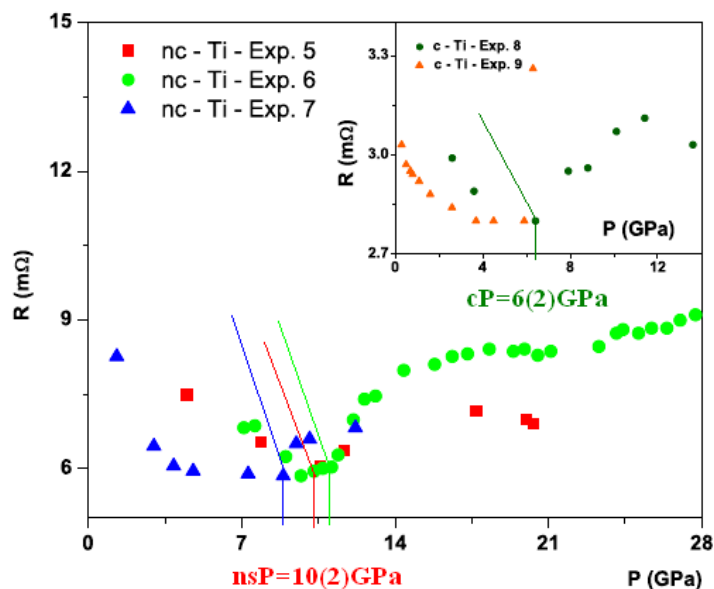 15
12
9
6
R (mΩ)
nc - Ti - Exp. 5
nc - Ti - Exp. 6
nc - Ti - Exp. 7
c - Ti - Exp. 8
c - Ti - Exp. 9
3.3
3.0
2.7
R (mΩ)
P (GPa)
0 4 8 12
cP=6(2)GPa
0 7 14 21 28
nsP=10(2)GPa
P (GPa)